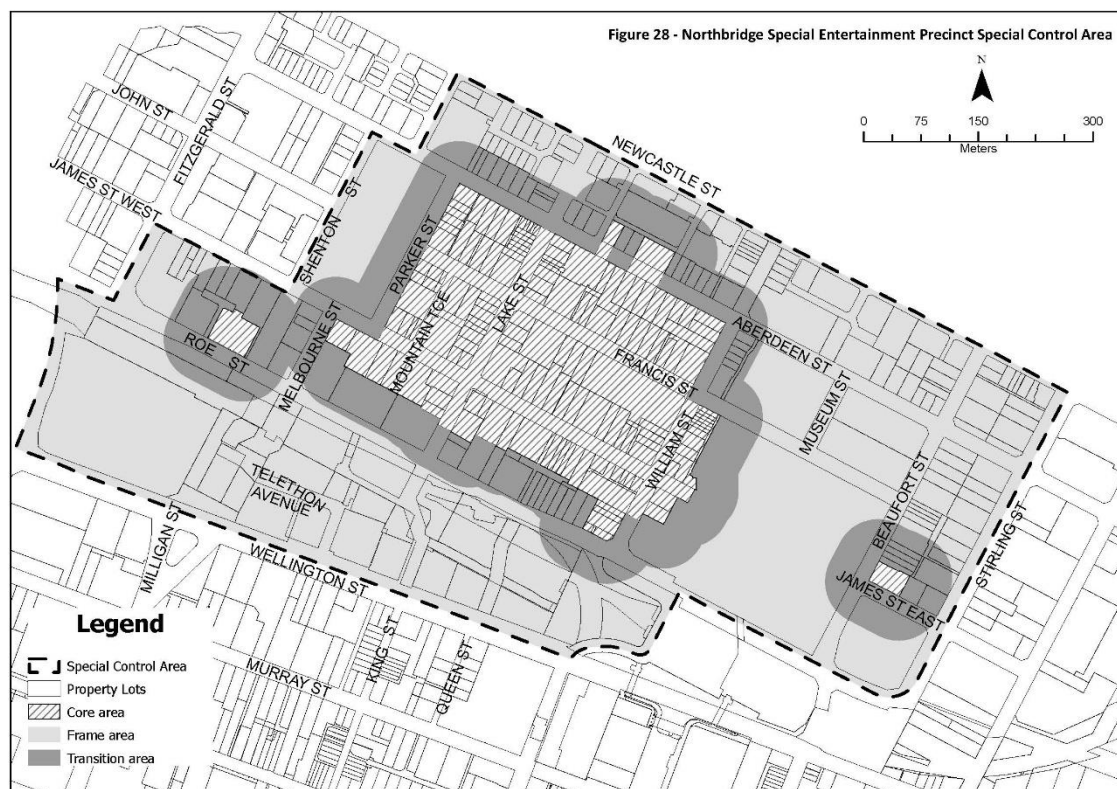 Figure 28 - Northbridge Special Entertainment Precinct Special Control Area
N
0 75 150 300
Meters
JOHN ST
FITZGERALD ST
JAMES ST WEST
NEWCASTLE ST
SHENTON ST
PARKER ST
LAKE ST
MOUNTAIN TCE
MELBOURNE ST
ROE ST
FRANCIS ST
ABERDEEN ST
MUSEUM ST
WILLIAM ST
BEAUFORT ST
STIRLING ST
JAMES ST EAST
TELETHON
AVENUE
MILLIGAN ST
WELLINGTON ST
KING ST
QUEEN ST
MURRAY ST
Legend
Special Control Area
Property Lots
Core area
Frame area
Transition area